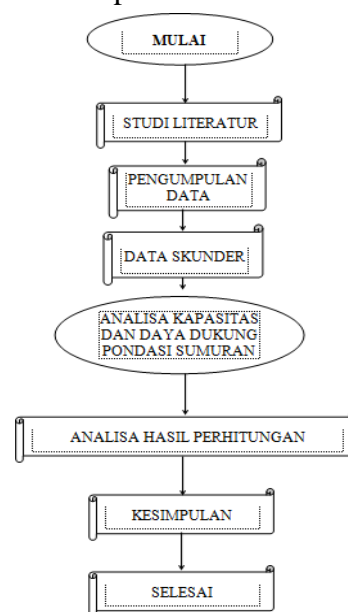 MULAI
STUDI LITERATUR
PENGUMPULAN
DATA
DATA SKUNDER
ANALISA KAPASITAS
DAN DAYA DUKUNG
PONDASI SUMURAN
ANALISA HASIL PERHITUNGAN
KESIMPULAN
SELESAI